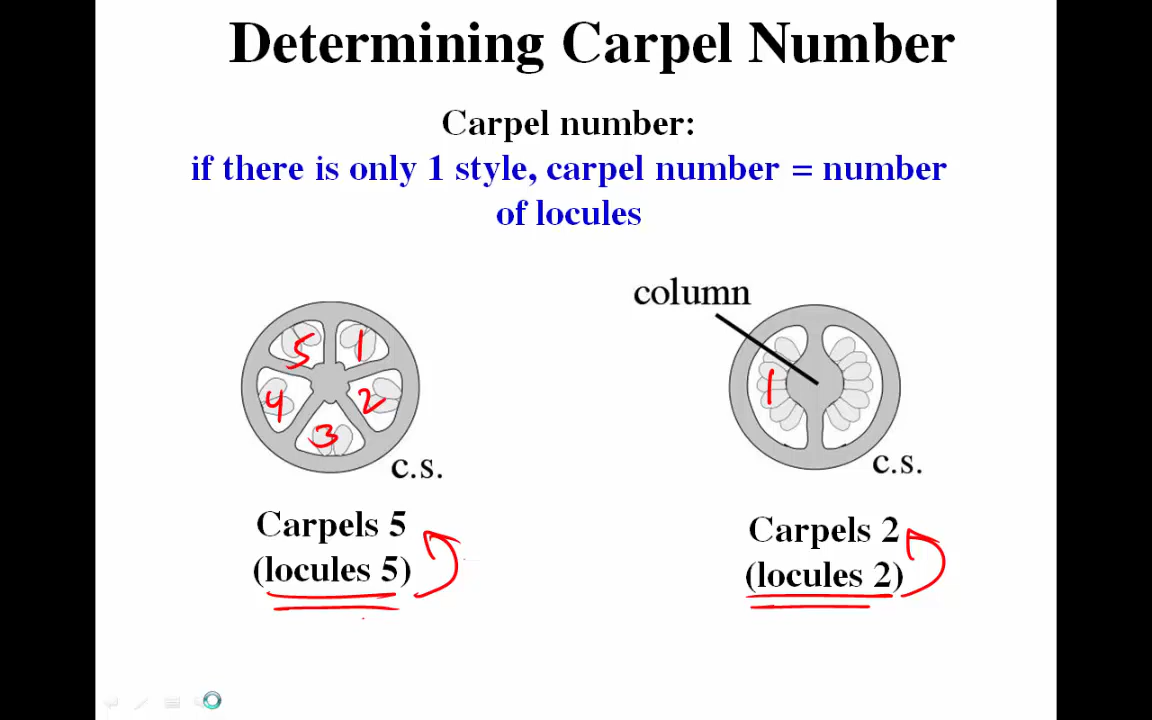 Determining Carpel Number
Carpel number:
if there is only 1 style, carpel number = number
of locules
column
5 1
1
4 2
3
c.s.
c.s.
Carpels 5
(locules 5)
Carpels 2
(locules 2)